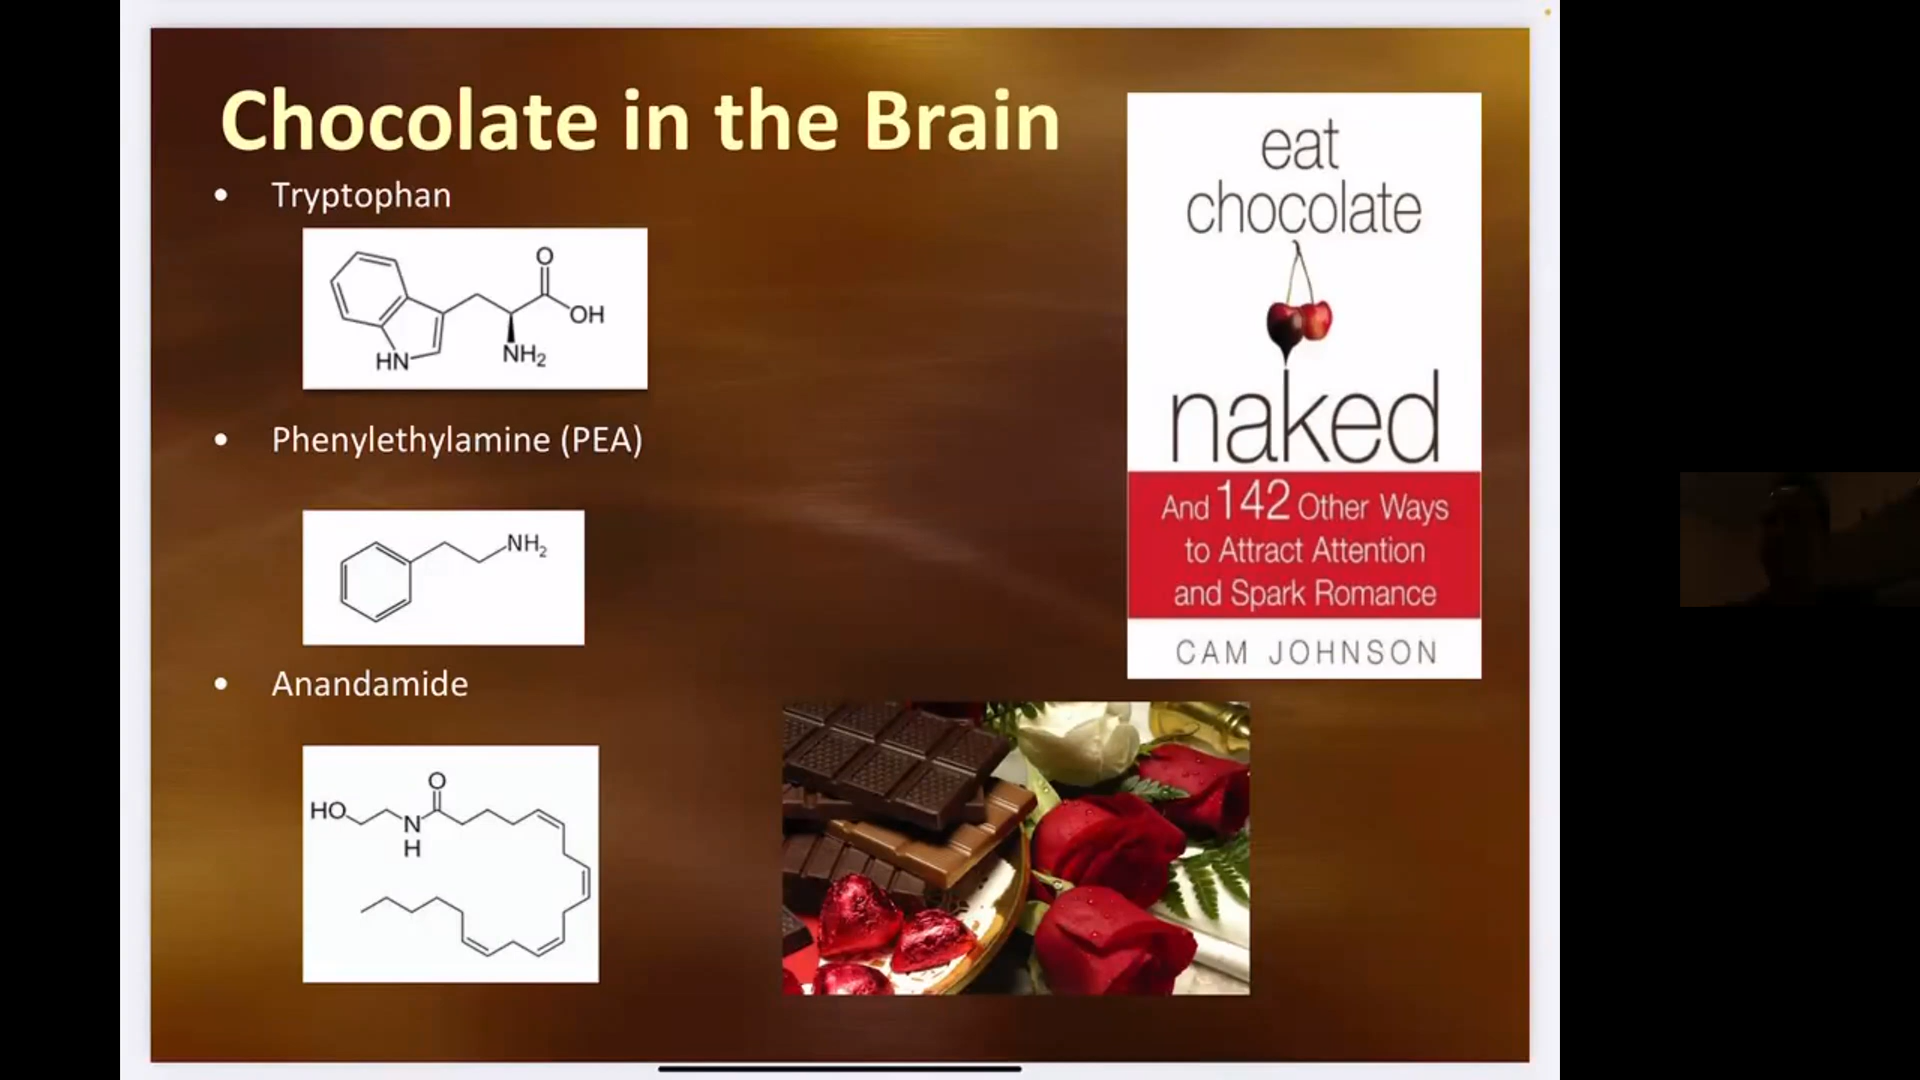 Chocolate in the Brain
• Tryptophan
O
OH
NH2
HN
• Phenylethylamine (PEA)
NH2
• Anandamide
O
HO
N
H
eat
chocolate
naked
And 142 Other Ways
to Attract Attention
and Spark Romance
CAM JOHNSON